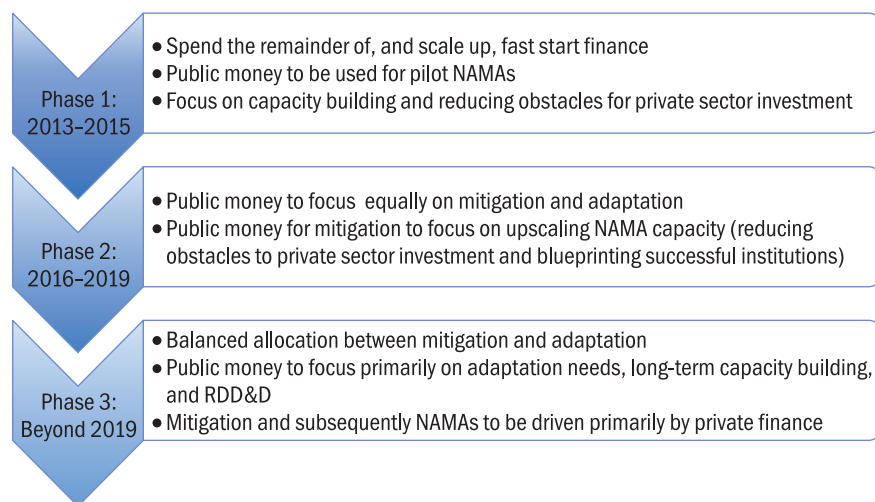 Phase 1:
2013–2015
• Spend the remainder of, and scale up, fast start finance
• Public money to be used for pilot NAMAs
• Focus on capacity building and reducing obstacles for private sector investment
Phase 2:
2016–2019
• Public money to focus equally on mitigation and adaptation
• Public money for mitigation to focus on upscaling NAMA capacity (reducing
obstacles to private sector investment and blueprinting successful institutions)
Phase 3:
Beyond 2019
• Balanced allocation between mitigation and adaptation
• Public money to focus primarily on adaptation needs, long-term capacity building,
and RDD&D
• Mitigation and subsequently NAMAs to be driven primarily by private finance